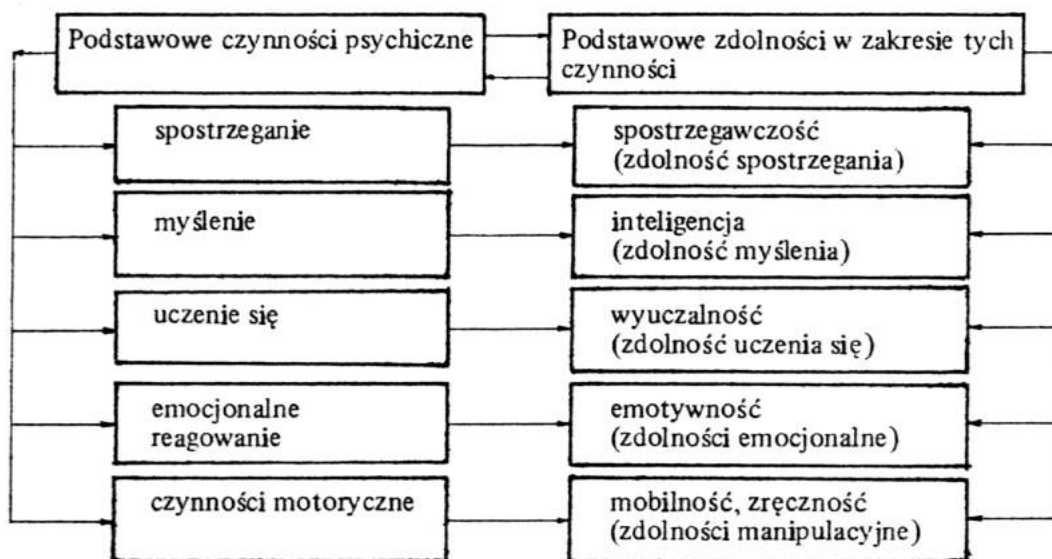 Podstawowe czynności psychiczne
Podstawowe zdolności w zakresie tych
czynności
spostrzeganie
spostrzegawczość
(zdolność spostrzegania)
myślenie
inteligencja
(zdolność myślenia)
uczenie się
wyuczalność
(zdolność uczenia się)
emocjonalne
reagowanie
emotywność
(zdolności emocjonalne)
czynności motoryczne
mobilność, zręczność
(zdolności manipulacyjne)